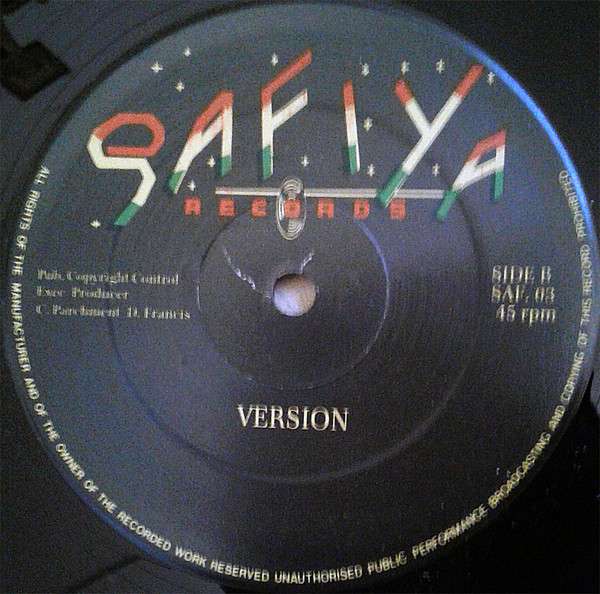 SAFIYA
RECORDS
Pub. Copyright Control
Exec Producer
C. Parchment D. Francis
SIDE B
SAF. 03
45 rpm
VERSION
ALL RIGHTS OF THE MANUFACTURER AND OF THE OWNER OF THE RECORDED WORK RESERVED UNAUTHORISED PUBLIC PERFORMANCE BROADCASTING AND COPYING OF THIS RECORD PROHIBITED